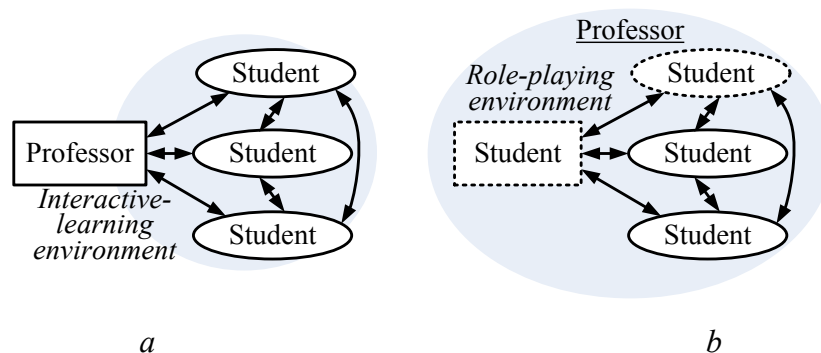 Student
Professor
Student
Interactive-
learning
environment
Student
a
Professor
Role-playing
environment
Student
Student
Student
Student
b